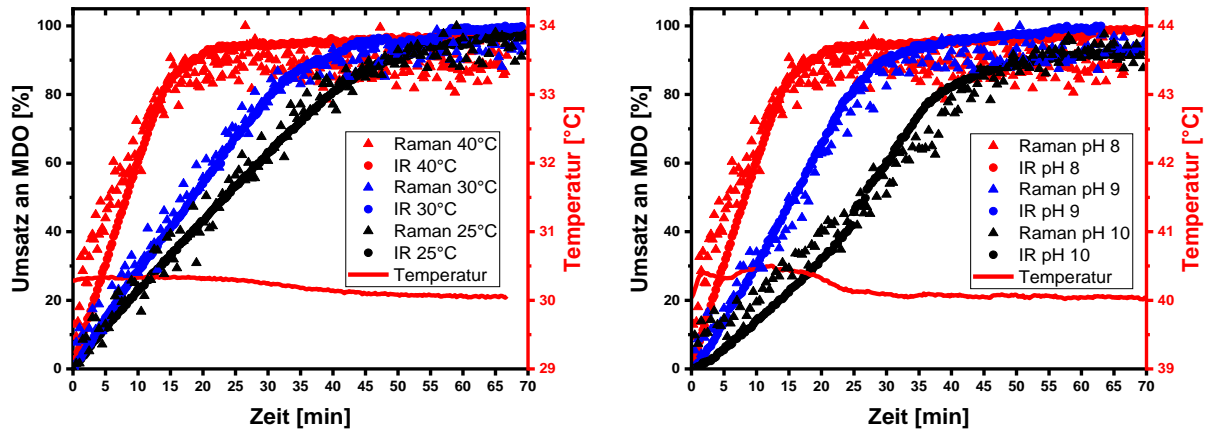 Umsatz an MDO [%]
100
80
60
40
20
0
0 5 10 15 20 25 30 35 40 45 50 55 60 65 70
Zeit [min]
34
33
32
31
30
29
Temperatur [°C]
Raman 40°C
IR 40°C
Raman 30°C
IR 30°C
Raman 25°C
IR 25°C
Temperatur
Umsatz an MDO [%]
100
80
60
40
20
0
0 5 10 15 20 25 30 35 40 45 50 55 60 65 70
Zeit [min]
44
43
42
41
40
39
Temperatur [°C]
Raman pH 8
IR pH 8
Raman pH 9
IR pH 9
Raman pH 10
IR pH 10
Temperatur